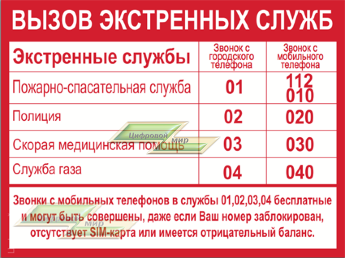 ВЫЗОВ ЭКСТРЕННЫХ СЛУЖБ
Экстренные службы
Звонок с
городского
телефона
Звонок с
мобильного
телефона
Пожарно-спасательная служба 01 112
010
Полиция 02 020
Скорая медицинская помощь 03 030
Служба газа 04 040
Цифровой
мир
Звонки с мобильных телефонов в службы 01,02,03,04 бесплатные
и могут быть совершены, даже если Ваш номер заблокирован,
отсутствует SIM-карта или имеется отрицательный баланс.